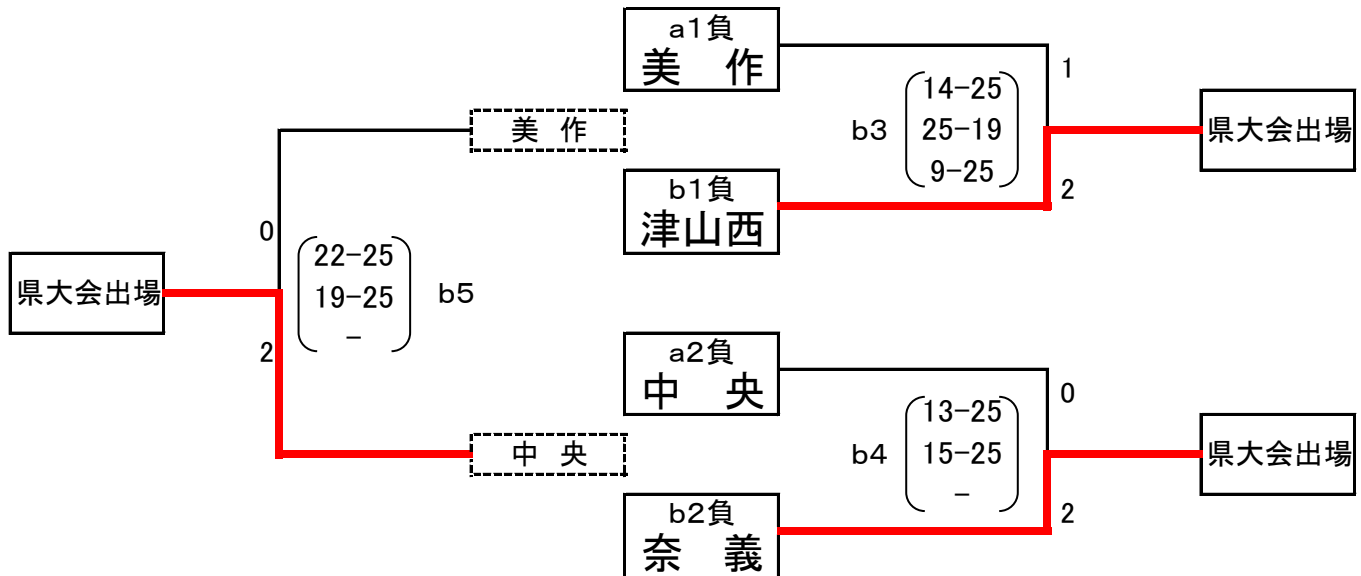 a1負
美 作
1
14-25
b3
25-19
県大会出場
9-25
美 作
b1負
津山西
2
0
22-25
県大会出場
19-25
b5
-
2
a2負
中 央
0
13-25
b4
15-25
県大会出場
-
中 央
b2負
奈 義
2